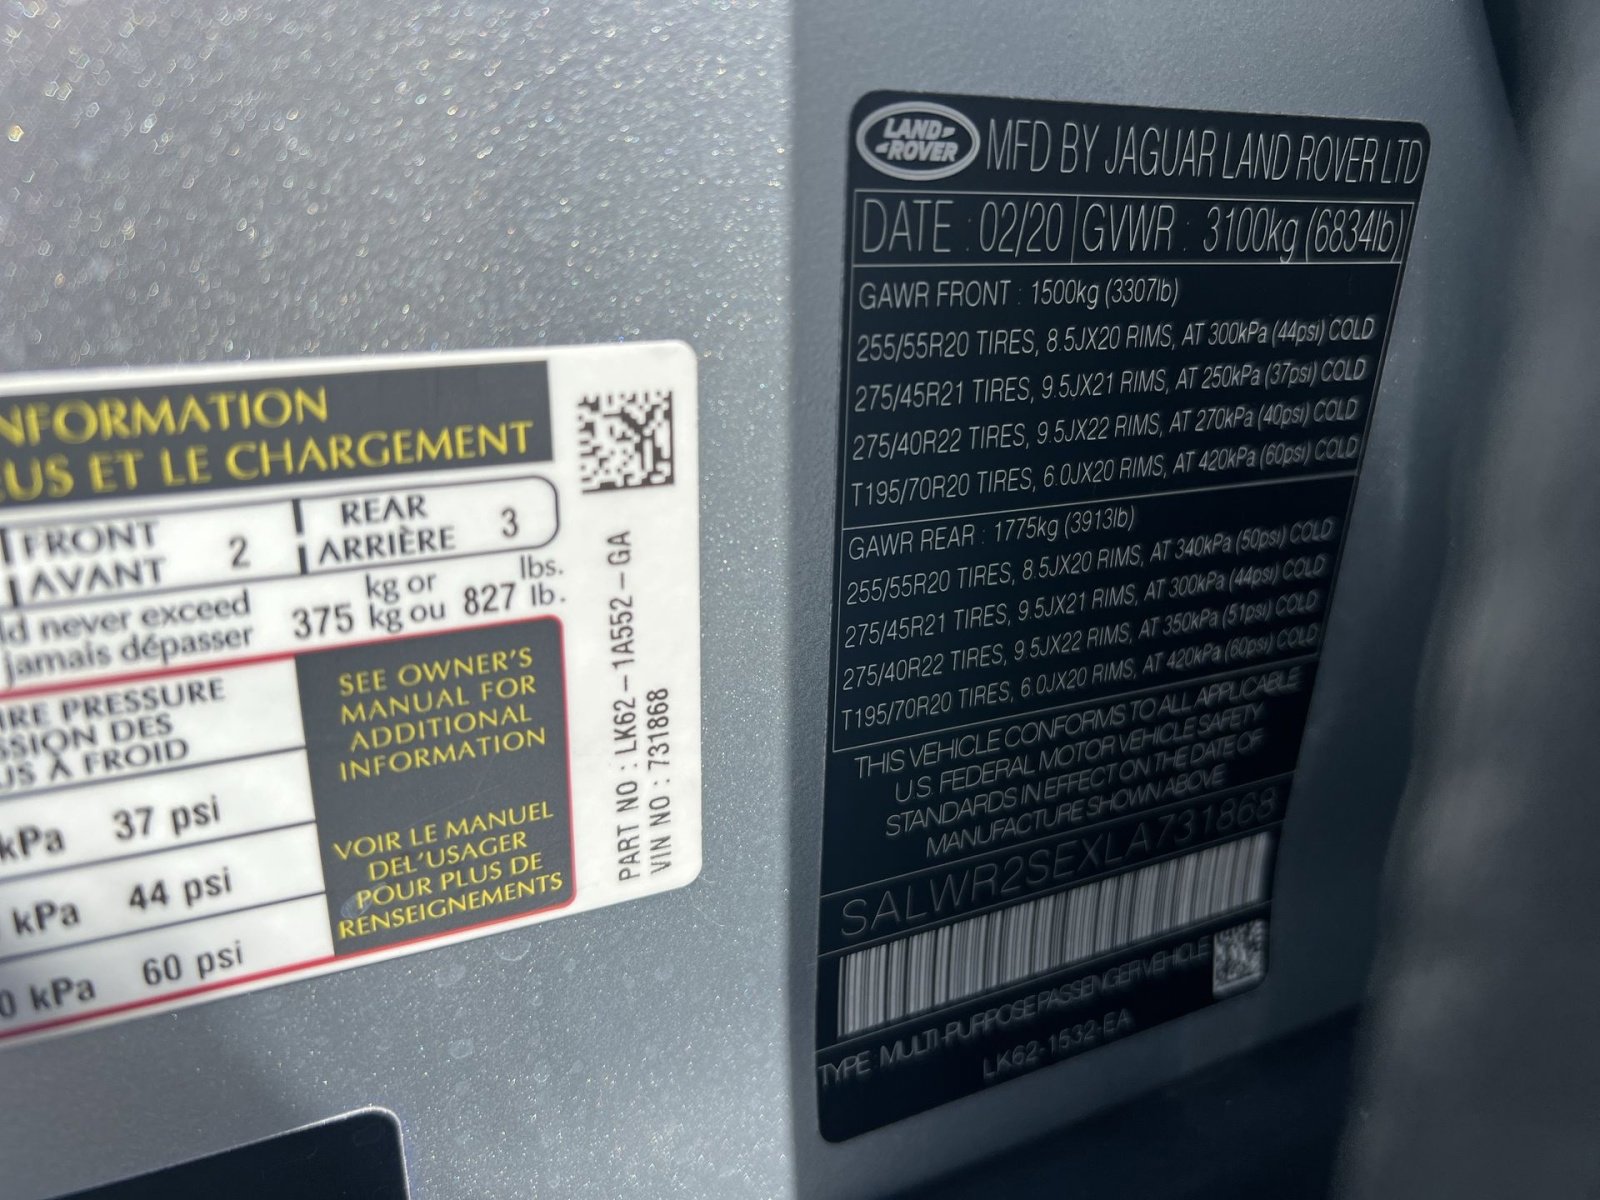 NFORMATION
US ET LE CHARGEMENT
FRONT
AVANT
2
REAR
ARRIÈRE
3
ld never exceed
jamais dépasser
375 kg or
kg ou
827 lbs.
lb.
IRE PRESSURE
SSION DES
US À FROID
kPa 37 psi
kPa 44 psi
0 kPa 60 psi
SEE OWNER'S
MANUAL FOR
ADDITIONAL
INFORMATION
VOIR LE MANUEL
DEL'USAGER
POUR PLUS DE
RENSEIGNEMENTS
PART NO : LK62-1A552-GA
VIN NO : 731868
LAND
ROVER
MFD BY JAGUAR LAND ROVER LTD
DATE : 02/20 GVWR : 3100kg (6834lb)
GAWR FRONT : 1500kg (3307lb)
255/55R20 TIRES, 8.5JX20 RIMS, AT 300kPa (44psi) COLD
275/45R21 TIRES, 9.5JX21 RIMS, AT 250kPa (37psi) COLD
275/40R22 TIRES, 9.5JX22 RIMS, AT 270kPa (40psi) COLD
T195/70R20 TIRES, 6.0JX20 RIMS, AT 420kPa (60psi) COLD
GAWR REAR : 1775kg (3913lb)
255/55R20 TIRES, 8.5JX20 RIMS, AT 340kPa (50psi) COLD
275/45R21 TIRES, 9.5JX21 RIMS, AT 300kPa (44psi) COLD
275/40R22 TIRES, 9.5JX22 RIMS, AT 350kPa (51psi) COLD
T195/70R20 TIRES, 6.0JX20 RIMS, AT 420kPa (60psi) COLD
THIS VEHICLE CONFORMS TO ALL APPLICABLE
U.S. FEDERAL MOTOR VEHICLE SAFETY
STANDARDS IN EFFECT ON THE DATE OF
MANUFACTURE SHOWN ABOVE
SALWR2SEXLA731868
TYPE MULTI-PURPOSE PASSENGER VEHICLE
LK62-1532-EA